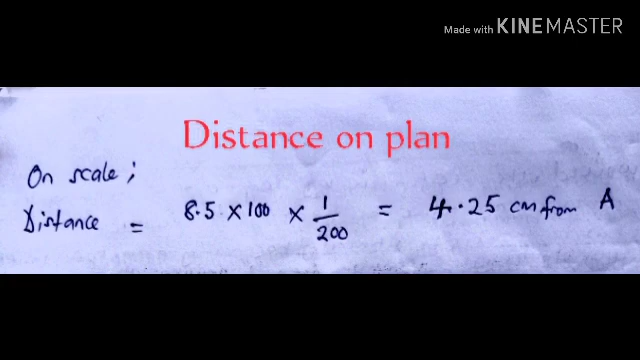 Made with KINEMASTER
Distance on plan
On scale;
Distance = 8.5 × 100 × 1/200 = 4.25 cm from A